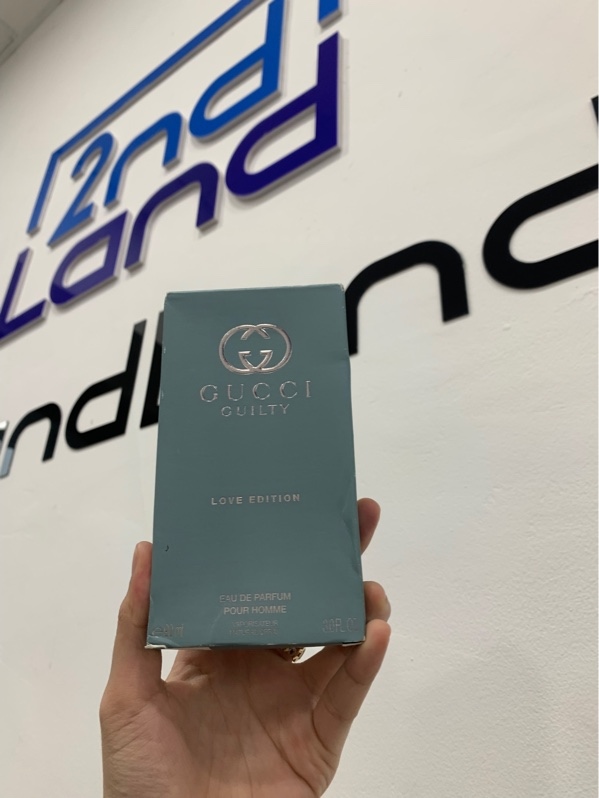 2nd
Land
GUCCI
GUILTY
LOVE EDITION
EAU DE PARFUM
POUR HOMME